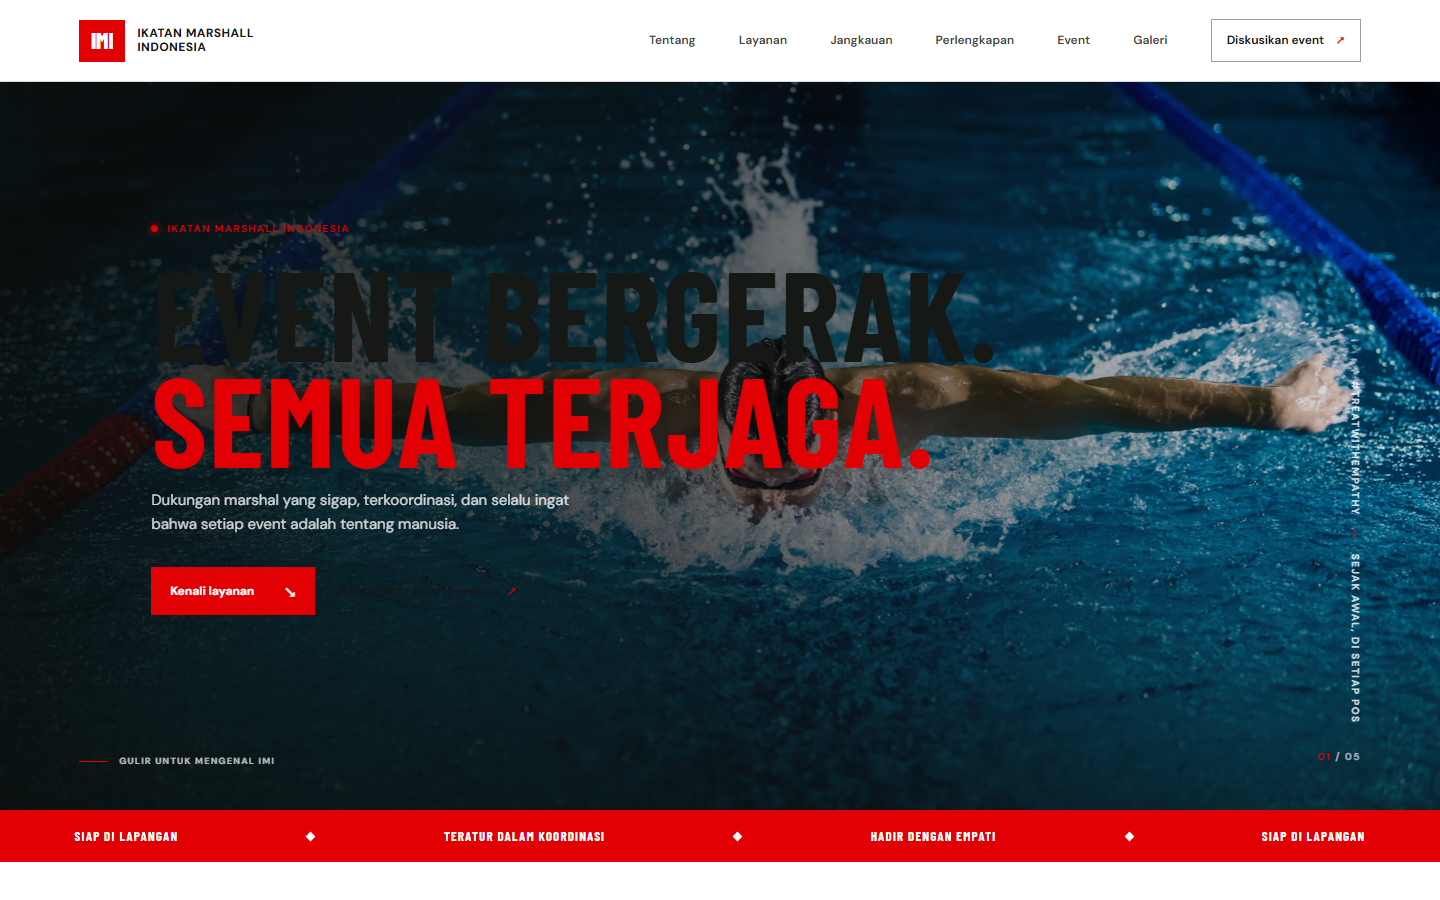 IMI
IKATAN MARSHALL
INDONESIA
Tentang
Layanan
Jangkauan
Perlengkapan
Event
Galeri
Diskusikan event ↗
IKATAN MARSHALL INDONESIA
EVENT BERGERAK.
SEMUA TERJAGA.
Dukungan marshal yang sigap, terkoordinasi, dan selalu ingat
bahwa setiap event adalah tentang manusia.
Kenali layanan ↘
#TREATWITHEMPATHY — SEJAK AWAL, DI SETIAP POS
GULIR UNTUK MENGENAL IMI
01 / 05
SIAP DI LAPANGAN ◆ TERATUR DALAM KOORDINASI ◆ HADIR DENGAN EMPATI ◆ SIAP DI LAPANGAN